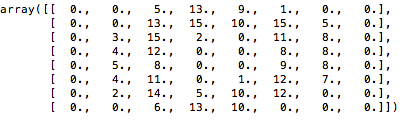 array([[  0.,   0.,   5.,  13.,   9.,   1.,   0.,   0.],
       [  0.,   0.,  13.,  15.,  10.,  15.,   5.,   0.],
       [  0.,   3.,  15.,   2.,   0.,  11.,   8.,   0.],
       [  0.,   4.,  12.,   0.,   0.,   8.,   8.,   0.],
       [  0.,   5.,   8.,   0.,   0.,   9.,   8.,   0.],
       [  0.,   4.,  11.,   0.,   1.,  12.,   7.,   0.],
       [  0.,   2.,  14.,   5.,  10.,  12.,   0.,   0.],
       [  0.,   0.,   6.,  13.,  10.,   0.,   0.,   0.]])